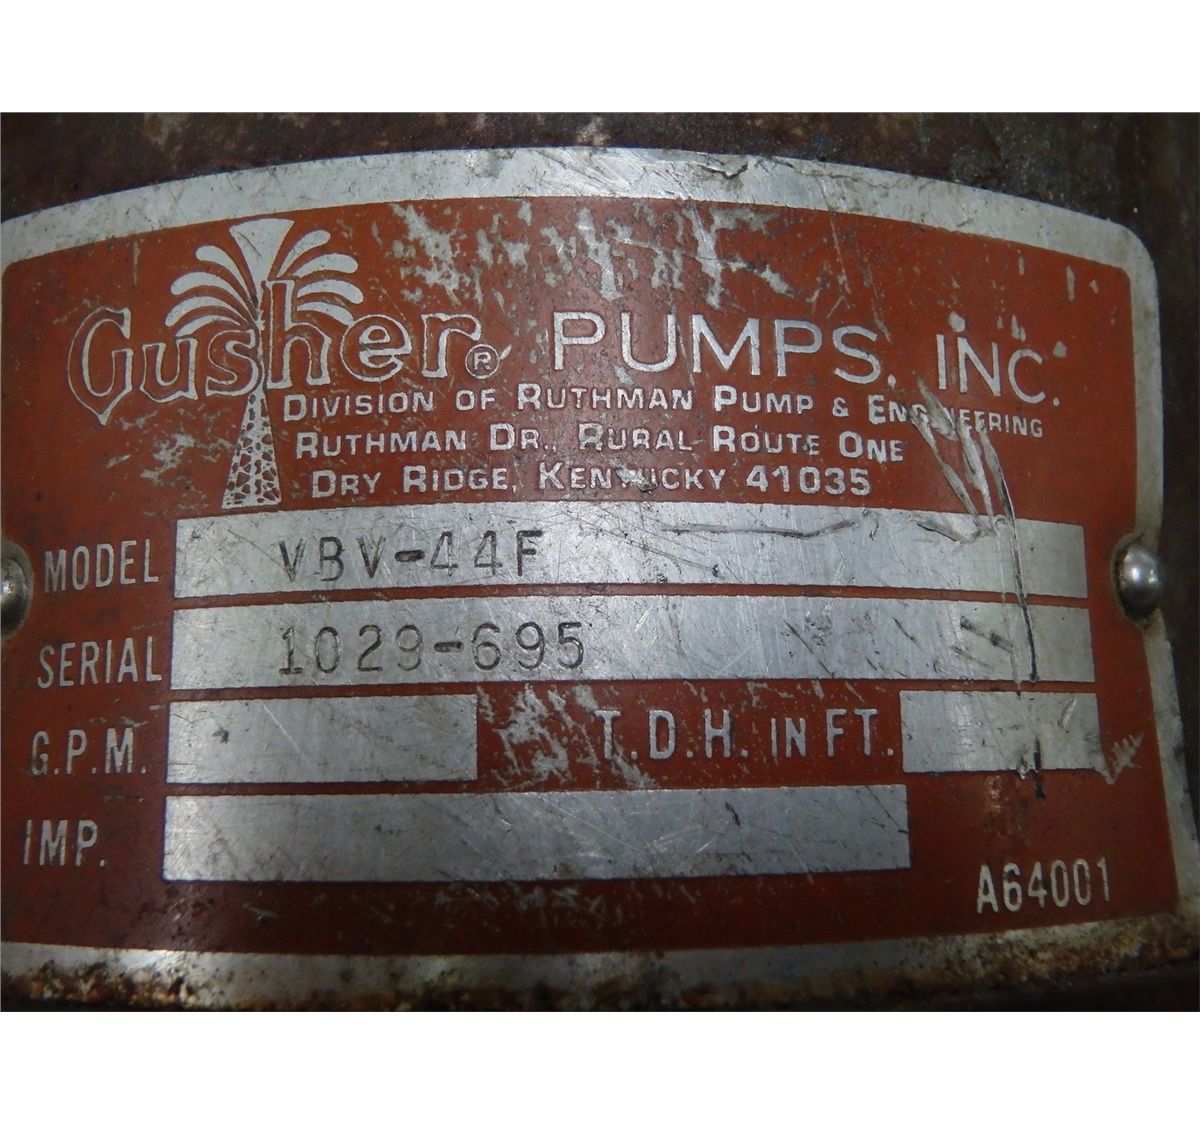 Gusher® PUMPS, INC.
DIVISION OF RUTHMAN PUMP & ENGINEERING
RUTHMAN DR., RURAL ROUTE ONE
DRY RIDGE, KENTUCKY 41035
MODEL VBV-44F
SERIAL 1029-695
G.P.M. T.D.H. IN FT.
IMP.
A64001